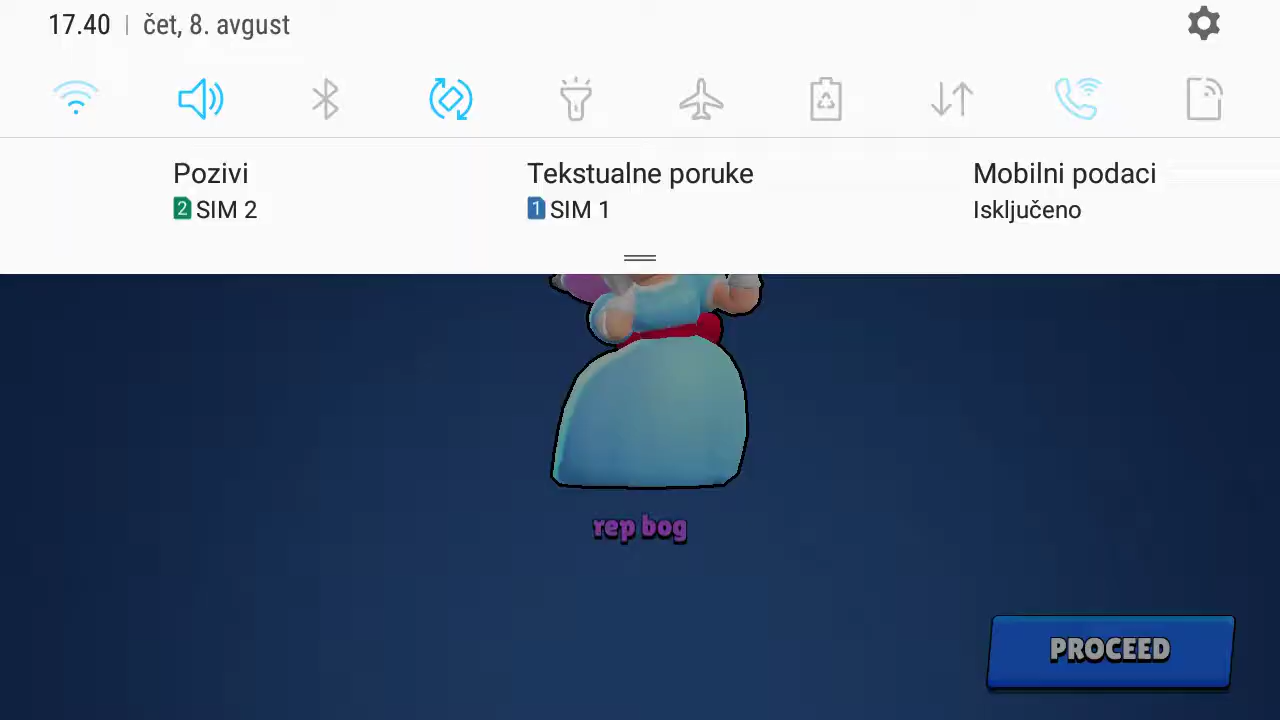 17.40 | čet, 8. avgust
Pozivi
2 SIM 2
Tekstualne poruke
1 SIM 1
Mobilni podaci
Isključeno
rep bog
PROCEED